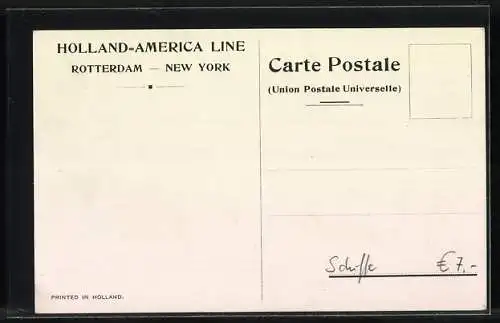 HOLLAND-AMERICA LINE
ROTTERDAM — NEW YORK
Carte Postale
(Union Postale Universelle)
Schiffe € 7,-
PRINTED IN HOLLAND.